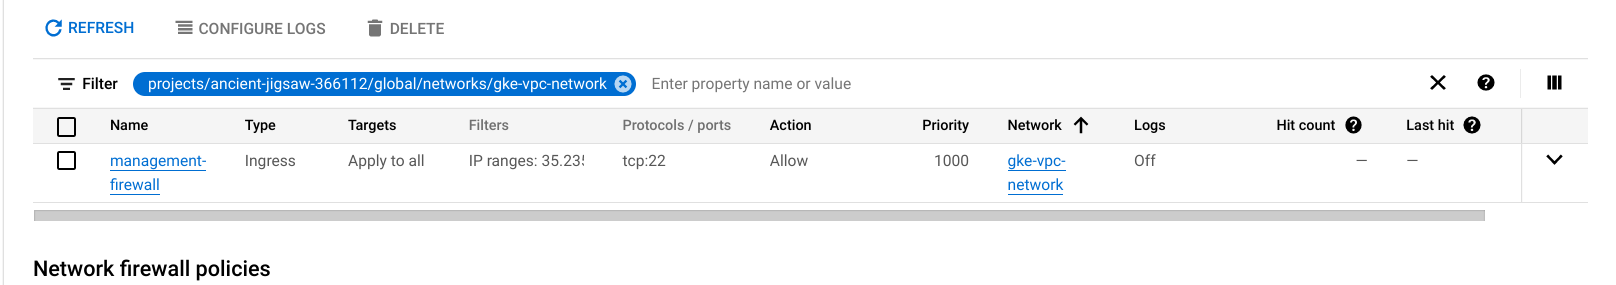 REFRESH CONFIGURE LOGS DELETE
Filter projects/ancient-jigsaw-366112/global/networks/gke-vpc-network Enter property name or value
Name Type Targets Filters Protocols / ports Action Priority Network Logs Hit count Last hit
management- Ingress Apply to all IP ranges: 35.235 tcp:22 Allow 1000 gke-vpc- Off — —
firewall network
Network firewall policies